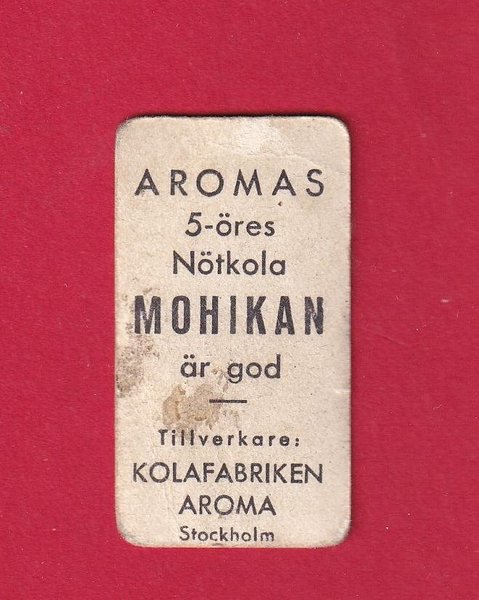 AROMAS
5-öres
Nötkola
MOHIKAN
är god
Tillverkare:
KOLAFABRIKEN
AROMA
Stockholm